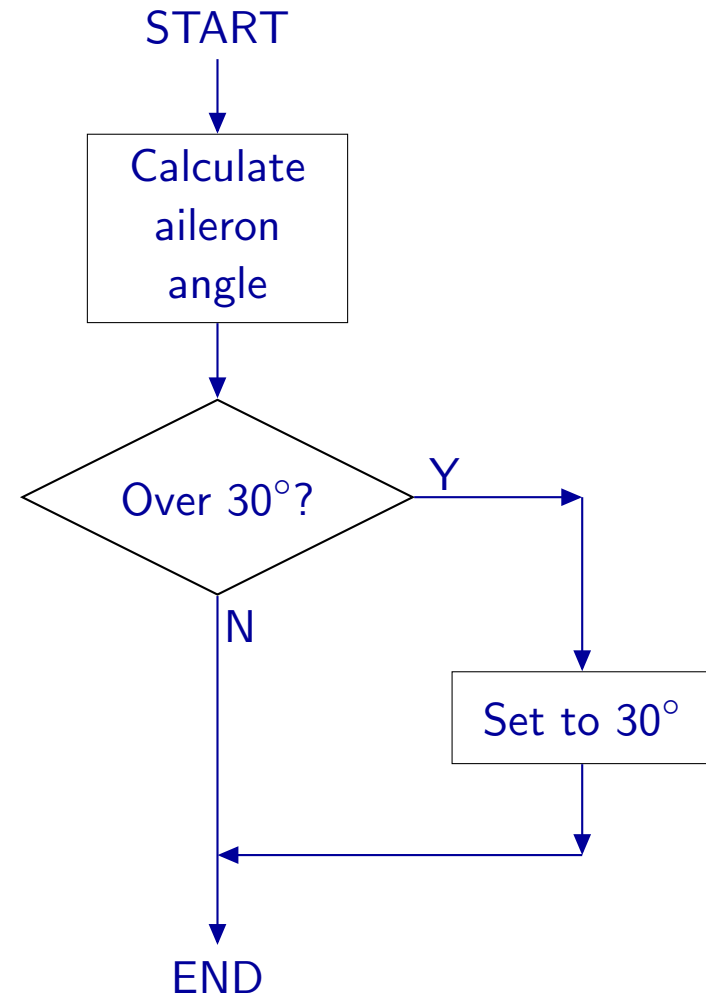 START
Calculate
aileron
angle
Over 30°?
Y
N
Set to 30°
END